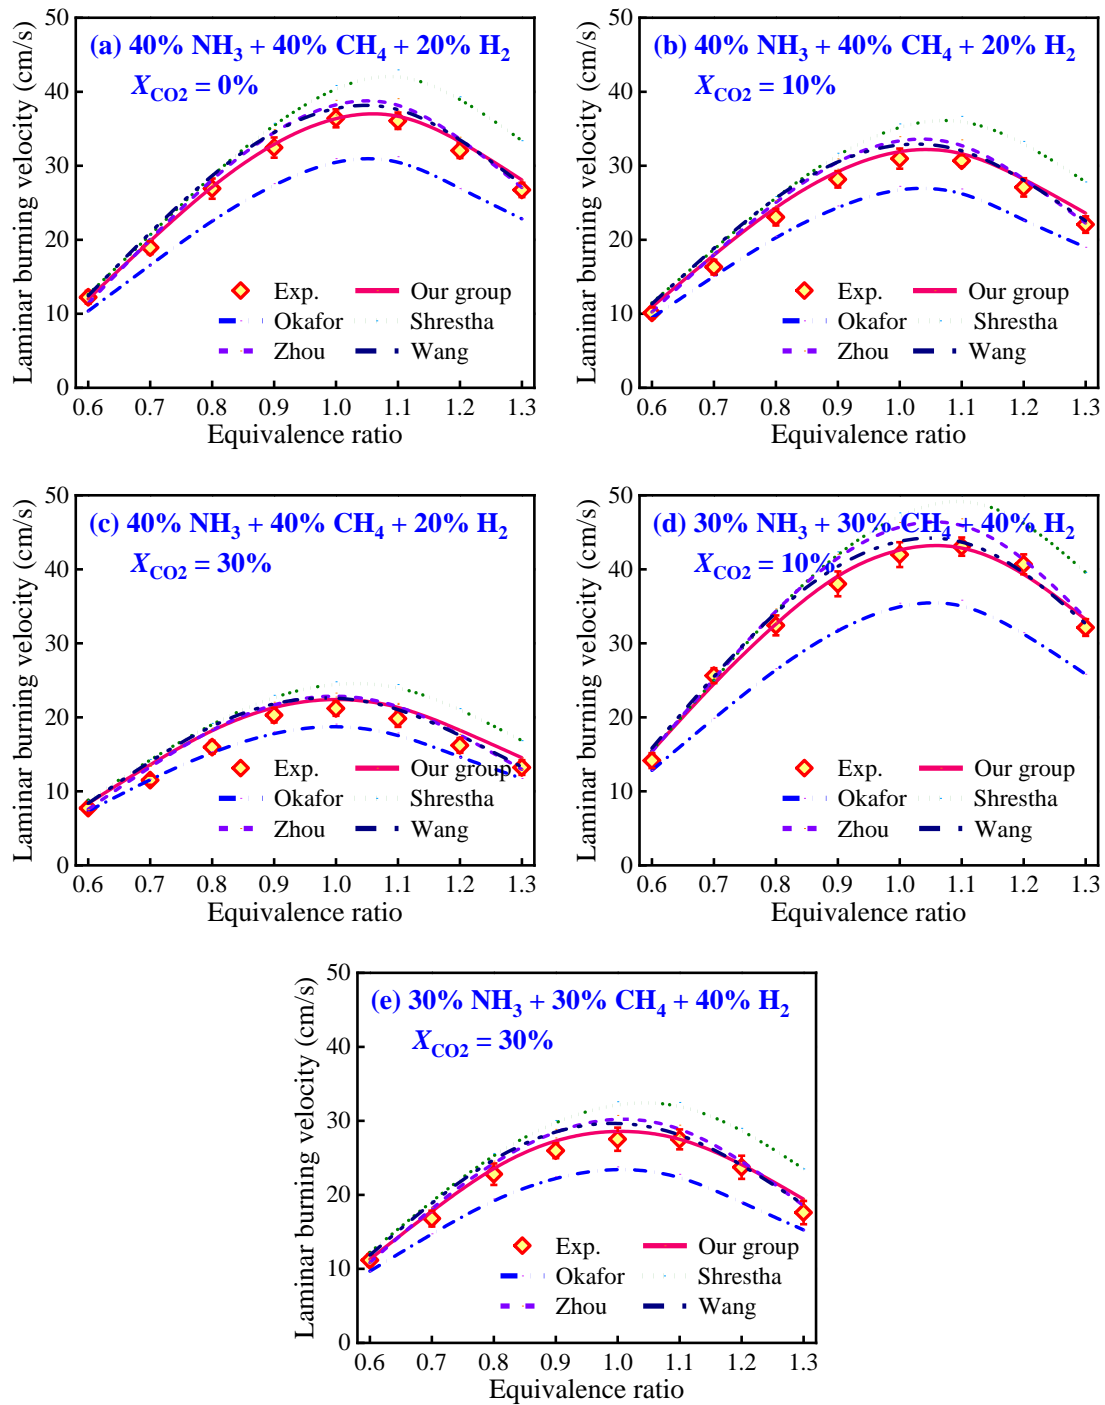 (a) 40% NH3 + 40% CH4 + 20% H2
XCO2 = 0%
Laminar burning velocity (cm/s)
50
40
30
20
10
0
Exp. Our group
Okafor Shrestha
Zhou Wang
0.6 0.7 0.8 0.9 1.0 1.1 1.2 1.3
Equivalence ratio
(b) 40% NH3 + 40% CH4 + 20% H2
XCO2 = 10%
Laminar burning velocity (cm/s)
50
40
30
20
10
0
Exp. Our group
Okafor Shrestha
Zhou Wang
0.6 0.7 0.8 0.9 1.0 1.1 1.2 1.3
Equivalence ratio
(c) 40% NH3 + 40% CH4 + 20% H2
XCO2 = 30%
Laminar burning velocity (cm/s)
50
40
30
20
10
0
Exp. Our group
Okafor Shrestha
Zhou Wang
0.6 0.7 0.8 0.9 1.0 1.1 1.2 1.3
Equivalence ratio
(d) 30% NH3 + 30% CH4 + 40% H2
XCO2 = 10%
Laminar burning velocity (cm/s)
50
40
30
20
10
0
Exp. Our group
Okafor Shrestha
Zhou Wang
0.6 0.7 0.8 0.9 1.0 1.1 1.2 1.3
Equivalence ratio
(e) 30% NH3 + 30% CH4 + 40% H2
XCO2 = 30%
Laminar burning velocity (cm/s)
50
40
30
20
10
0
Exp. Our group
Okafor Shrestha
Zhou Wang
0.6 0.7 0.8 0.9 1.0 1.1 1.2 1.3
Equivalence ratio